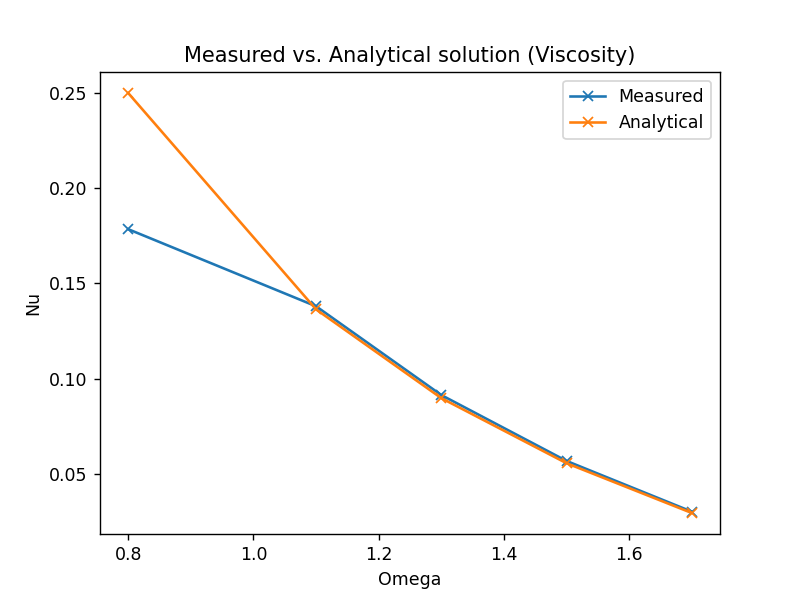 Measured vs. Analytical solution (Viscosity)
Measured
Analytical
0.25
0.20
0.15
0.10
0.05
Nu
0.8 1.0 1.2 1.4 1.6
Omega